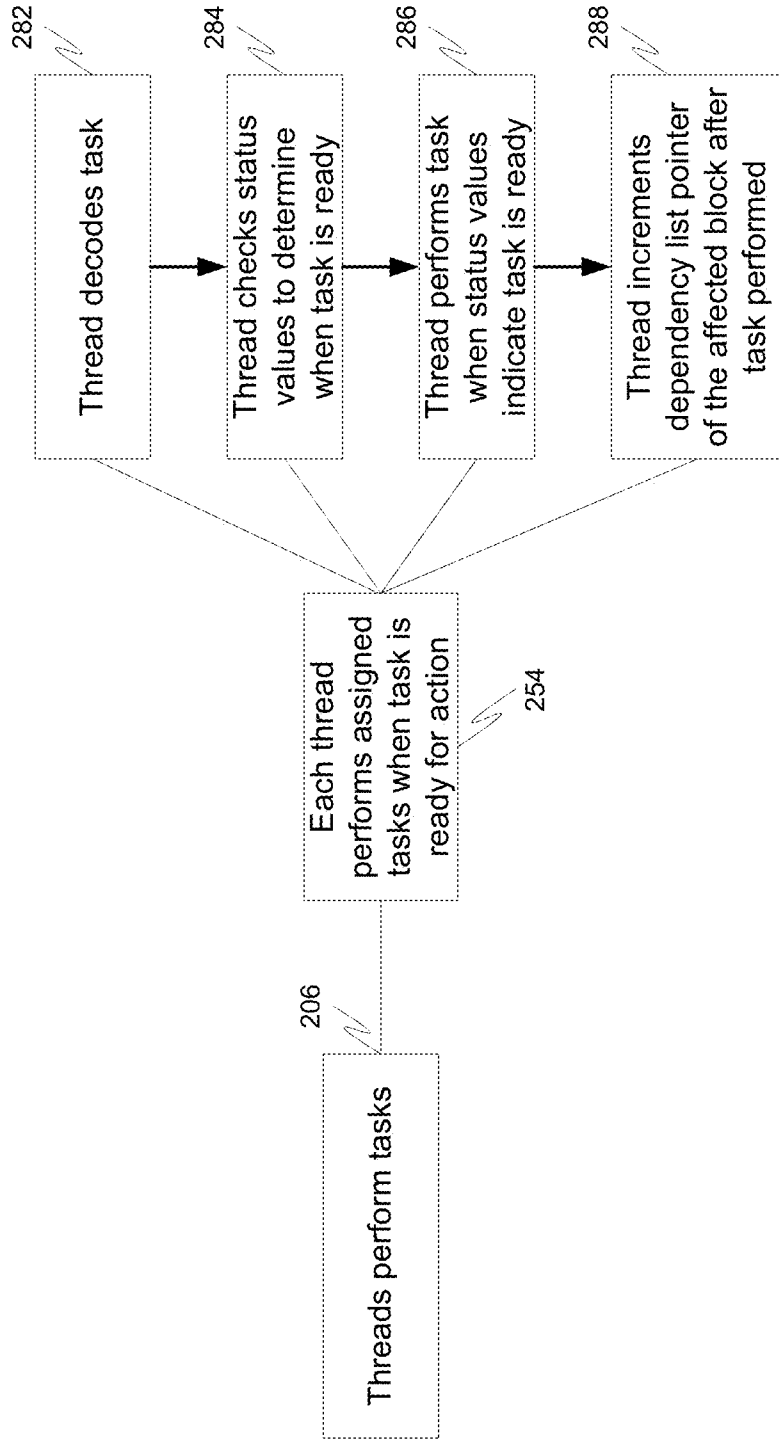 206
Threads perform tasks
Each thread
performs assigned
tasks when task is
ready for action
254
282
Thread decodes task
284
Thread checks status
values to determine
when task is ready
286
Thread performs task
when status values
indicate task is ready
288
Thread increments
dependency list pointer
of the affected block after
task performed